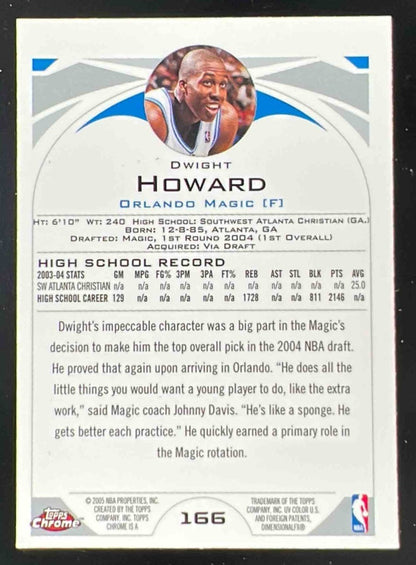 DWIGHT
HOWARD
ORLANDO MAGIC [F]
HT: 6'10" WT: 240 HIGH SCHOOL: SOUTHWEST ATLANTA CHRISTIAN (GA.)
BORN: 12-8-85, ATLANTA, GA
DRAFTED: MAGIC, 1ST ROUND 2004 (1ST OVERALL)
ACQUIRED: VIA DRAFT
HIGH SCHOOL RECORD
2003-04 STATS GM MPG FG% 3PM 3PA FT% REB AST STL BLK PTS AVG
SW ATLANTA CHRISTIAN n/a n/a n/a n/a n/a n/a n/a n/a n/a n/a n/a 25.0
HIGH SCHOOL CAREER 129 n/a n/a n/a n/a n/a 1728 n/a n/a 811 2146 n/a
Dwight's impeccable character was a big part in the Magic's
decision to make him the top overall pick in the 2004 NBA draft.
He proved that again upon arriving in Orlando. "He does all the
little things you would want a young player to do, like the extra
work," said Magic coach Johnny Davis. "He's like a sponge. He
gets better each practice." He quickly earned a primary role in
the Magic rotation.
Topps
Chrome
© 2005 NBA PROPERTIES, INC.
CREATED BY THE TOPPS
COMPANY, INC. TOPPS
CHROME IS A
166
TRADEMARK OF THE TOPPS
COMPANY, INC. UV COLOR U.S.
AND FOREIGN PATENTS,
DIMENSIONALFX®
NBA